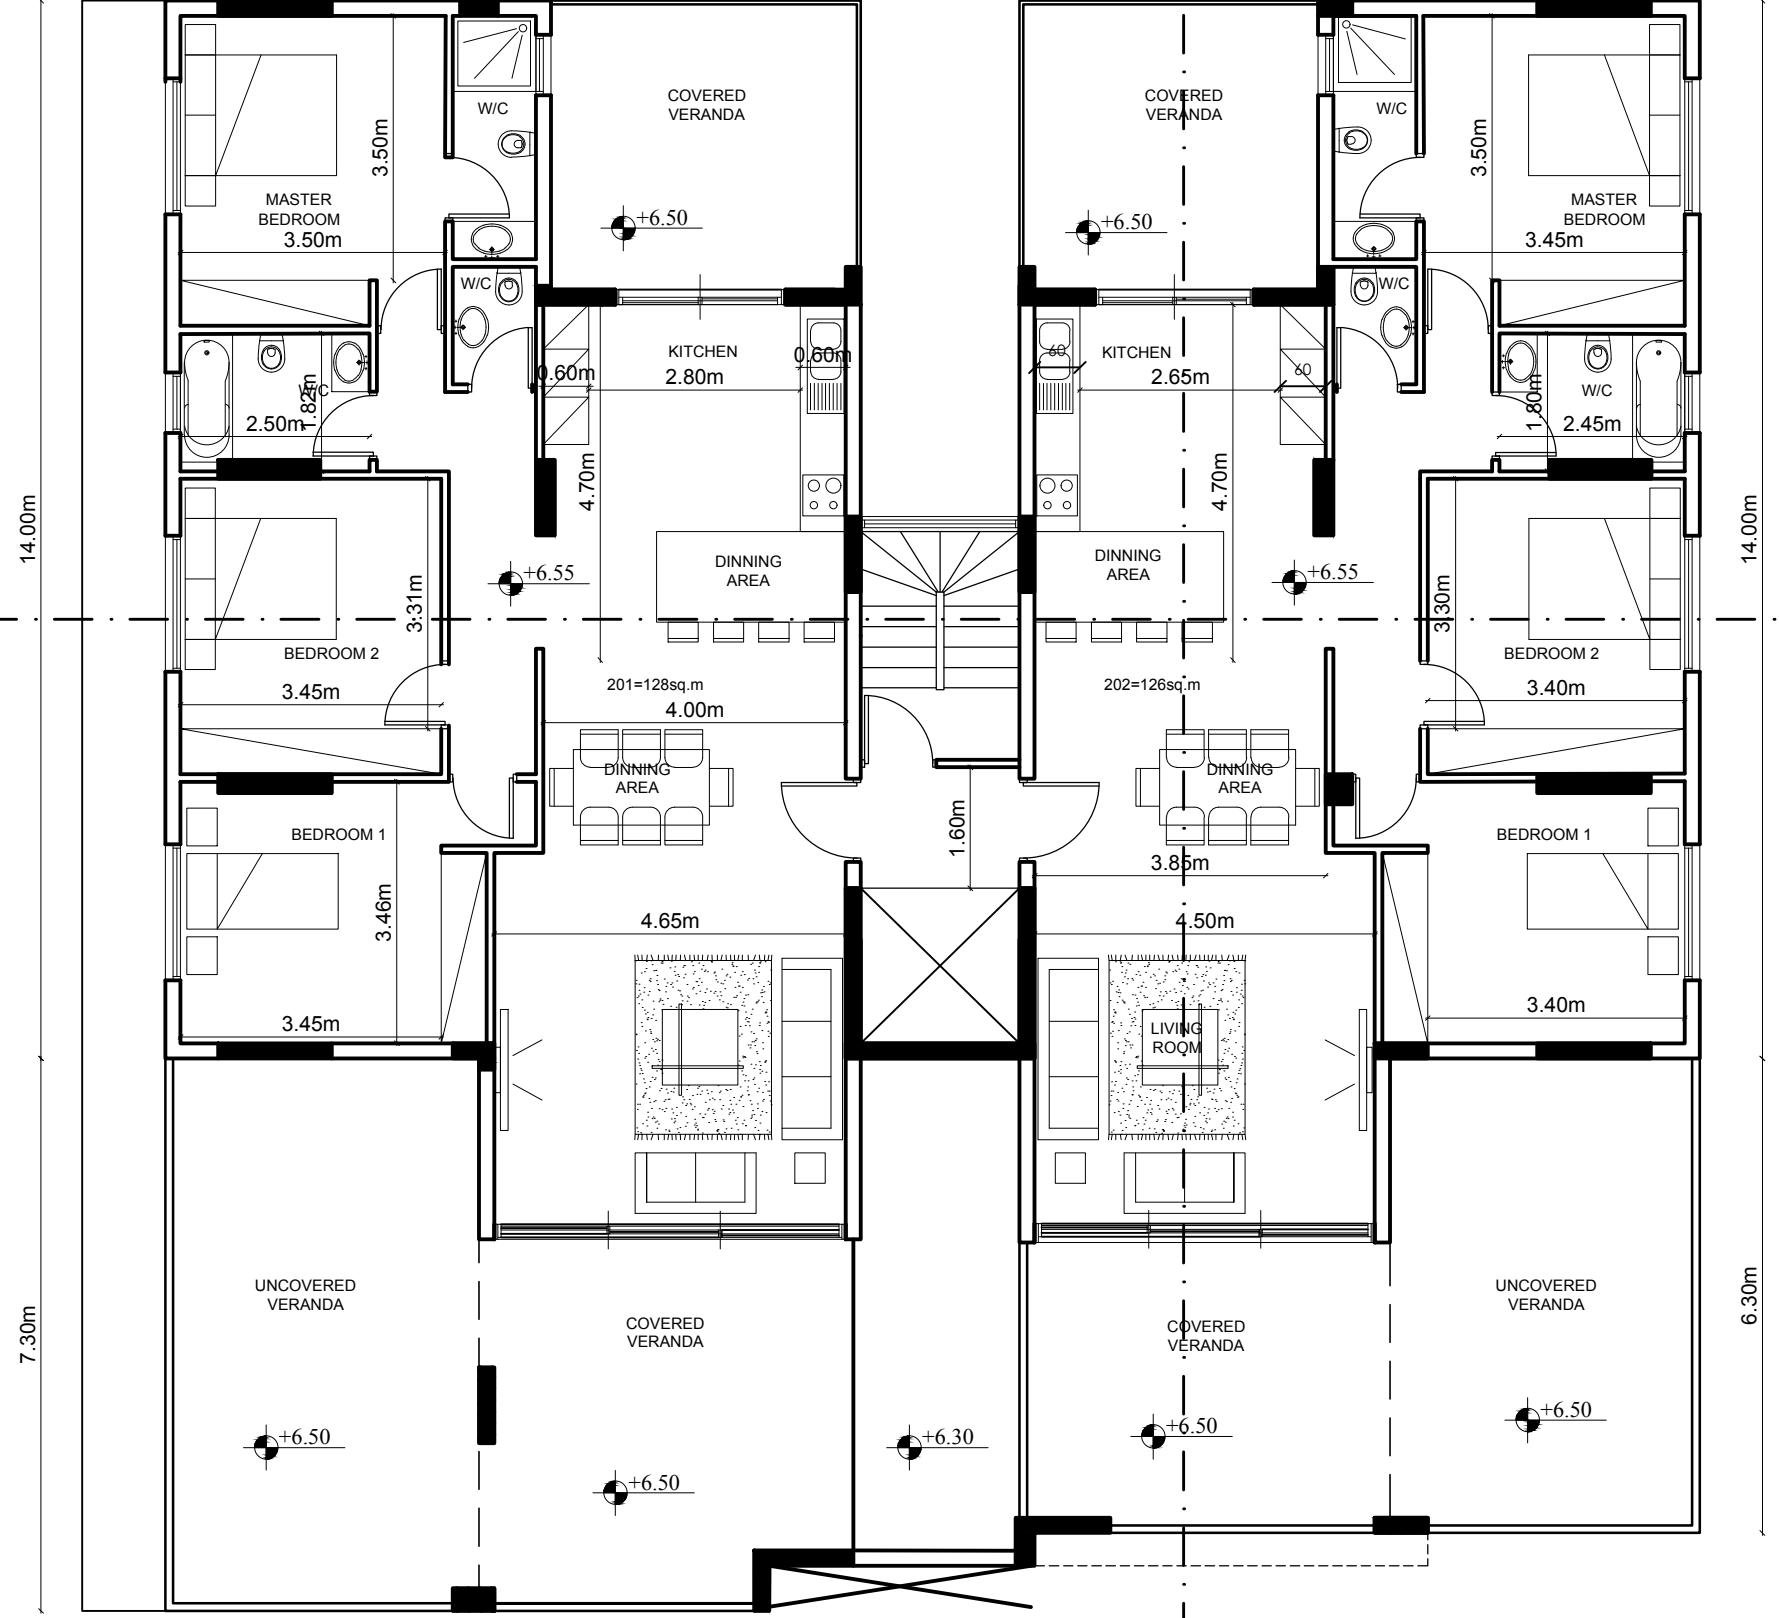 COVERED
VERANDA
COVERED
VERANDA
W/C
W/C
3.50m
3.50m
MASTER
BEDROOM
3.50m
MASTER
BEDROOM
3.45m
+6.50
+6.50
W/C
W/C
KITCHEN
2.80m
0.60m
0.60m
60
KITCHEN
2.65m
60
W/C
1.82m
2.50m
W/C
1.80m
2.45m
4.70m
4.70m
14.00m
14.00m
DINNING
AREA
DINNING
AREA
+6.55
+6.55
3.31m
3.30m
BEDROOM 2
3.45m
BEDROOM 2
3.40m
201=128sq.m
4.00m
202=126sq.m
DINNING
AREA
DINNING
AREA
BEDROOM 1
BEDROOM 1
1.60m
3.85m
3.46m
4.65m
4.50m
3.45m
3.40m
LIVING
ROOM
UNCOVERED
VERANDA
UNCOVERED
VERANDA
COVERED
VERANDA
COVERED
VERANDA
7.30m
6.30m
+6.50
+6.50
+6.30
+6.50
+6.50